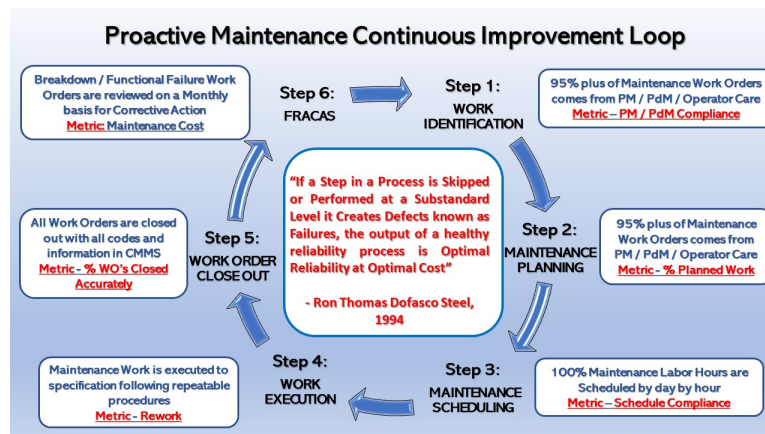 Proactive Maintenance Continuous Improvement Loop
Breakdown / Functional Failure Work
Orders are reviewed on a Monthly
basis for Corrective Action
Metric: Maintenance Cost
Step 6:
FRACAS
Step 1:
WORK
IDENTIFICATION
95% plus of Maintenance Work Orders
comes from PM / PdM / Operator Care
Metric – PM / PdM Compliance
"If a Step in a Process is Skipped
or Performed at a Substandard
Level it Creates Defects known as
Failures, the output of a healthy
reliability process is Optimal
Reliability at Optimal Cost"
- Ron Thomas Dofasco Steel,
1994
Step 2:
MAINTENANCE
PLANNING
95% plus of Maintenance
Work Orders comes from
PM / PdM / Operator Care
Metric - % Planned Work
All Work Orders are closed
out with all codes and
information in CMMS
Metric - % WO's Closed
Accurately
Step 5:
WORK ORDER
CLOSE OUT
Maintenance Work is executed to
specification following repeatable
procedures
Metric - Rework
Step 4:
WORK
EXECUTION
Step 3:
MAINTENANCE
SCHEDULING
100% Maintenance Labor Hours are
Scheduled by day by hour
Metric – Schedule Compliance